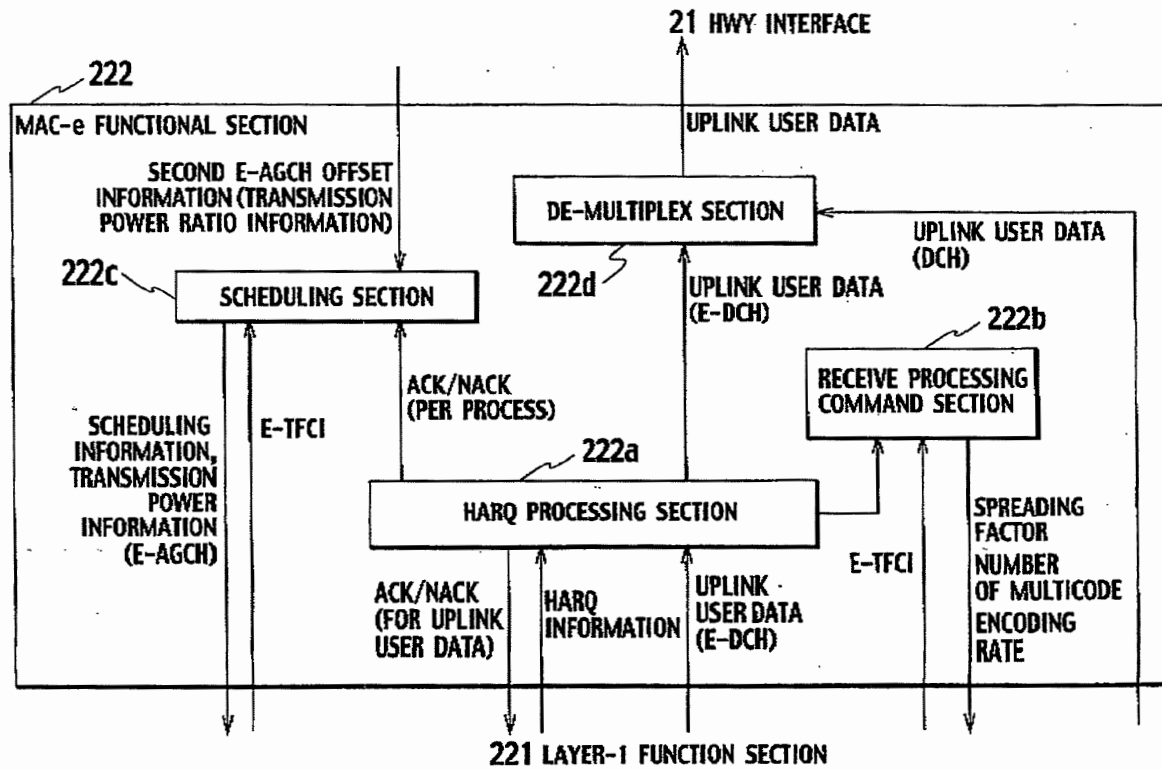 21 HWY INTERFACE
222
MAC-e FUNCTIONAL SECTION
UPLINK USER DATA
SECOND E-AGCH OFFSET
INFORMATION (TRANSMISSION
POWER RATIO INFORMATION)
DE-MULTIPLEX SECTION
UPLINK USER DATA
(DCH)
222c
SCHEDULING SECTION
222d
UPLINK USER DATA
(E-DCH)
222b
RECEIVE PROCESSING
COMMAND SECTION
ACK/NACK
(PER PROCESS)
SCHEDULING
INFORMATION,
TRANSMISSION
POWER
INFORMATION
(E-AGCH)
E-TFCI
222a
HARQ PROCESSING SECTION
ACK/NACK
(FOR UPLINK
USER DATA)
HARQ
INFORMATION
UPLINK
USER DATA
(E-DCH)
E-TFCI
SPREADING
FACTOR
NUMBER
OF MULTICODE
ENCODING
RATE
221 LAYER-1 FUNCTION SECTION